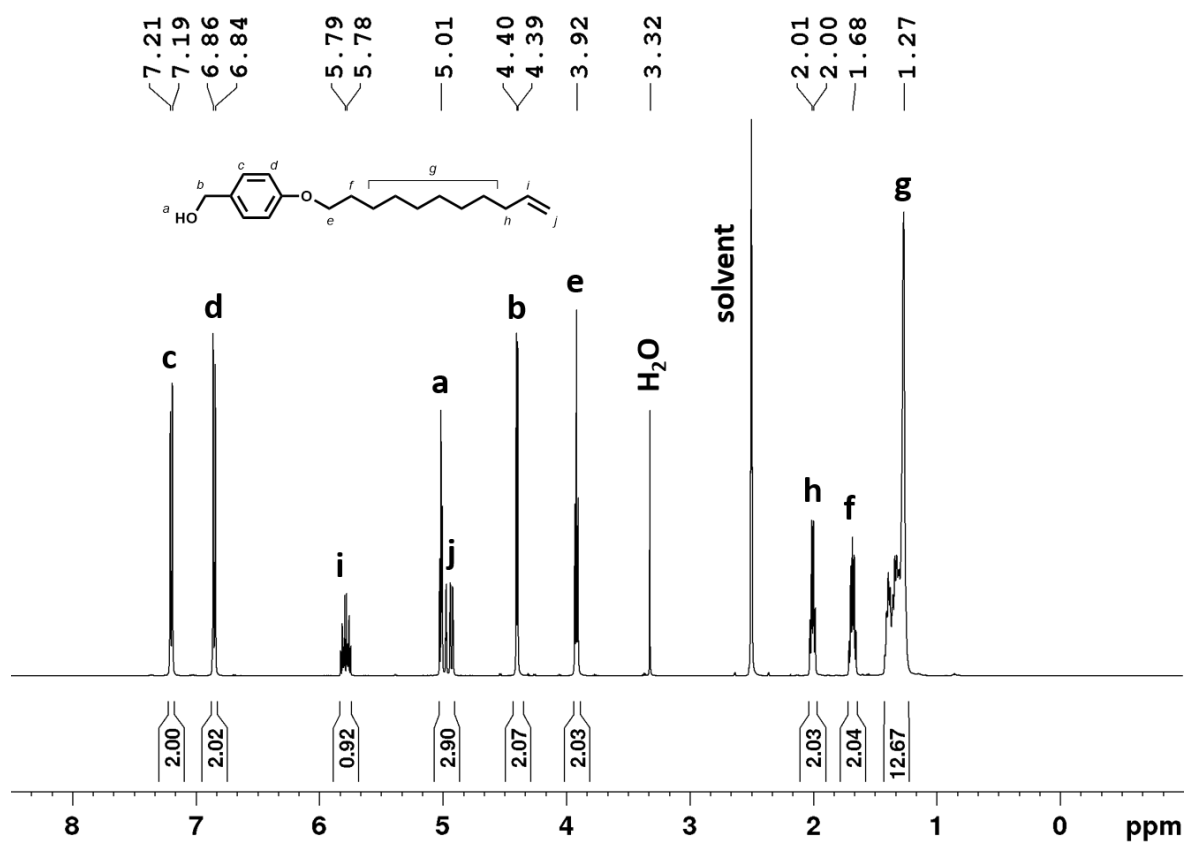 7.21 7.19 6.86 6.84 5.79 5.78 5.01 4.40 4.39 3.92 3.32 2.01 2.00 1.68 1.27
c d g
b f i
a HO O e h j
c d i a j b e H₂O solvent h f g
2.00 2.02 0.92 2.90 2.07 2.03 2.03 2.04 12.67
8 7 6 5 4 3 2 1 0 ppm